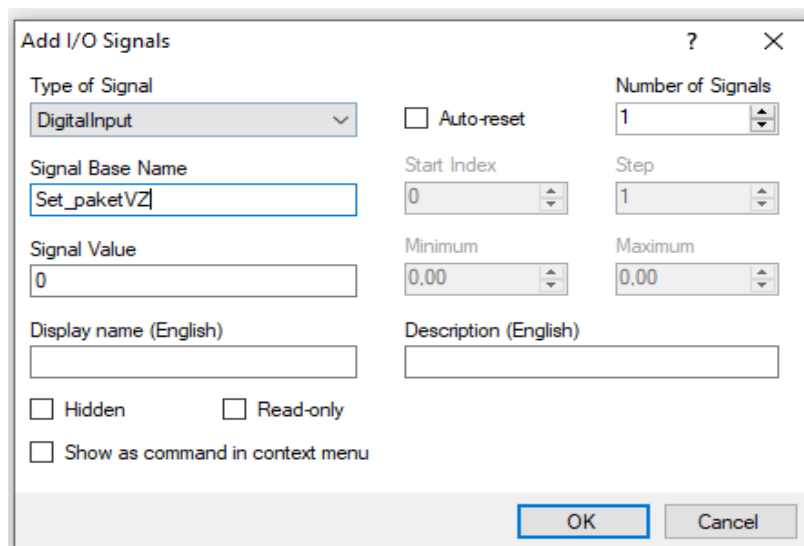 Add I/O Signals ?
Type of Signal Number of Signals
DigitalInput Auto-reset 1
Signal Base Name Start Index Step
Set_paketVZ 0 1
Signal Value Minimum Maximum
0 0,00 0,00
Display name (English) Description (English)
Hidden Read-only
Show as command in context menu
OK Cancel